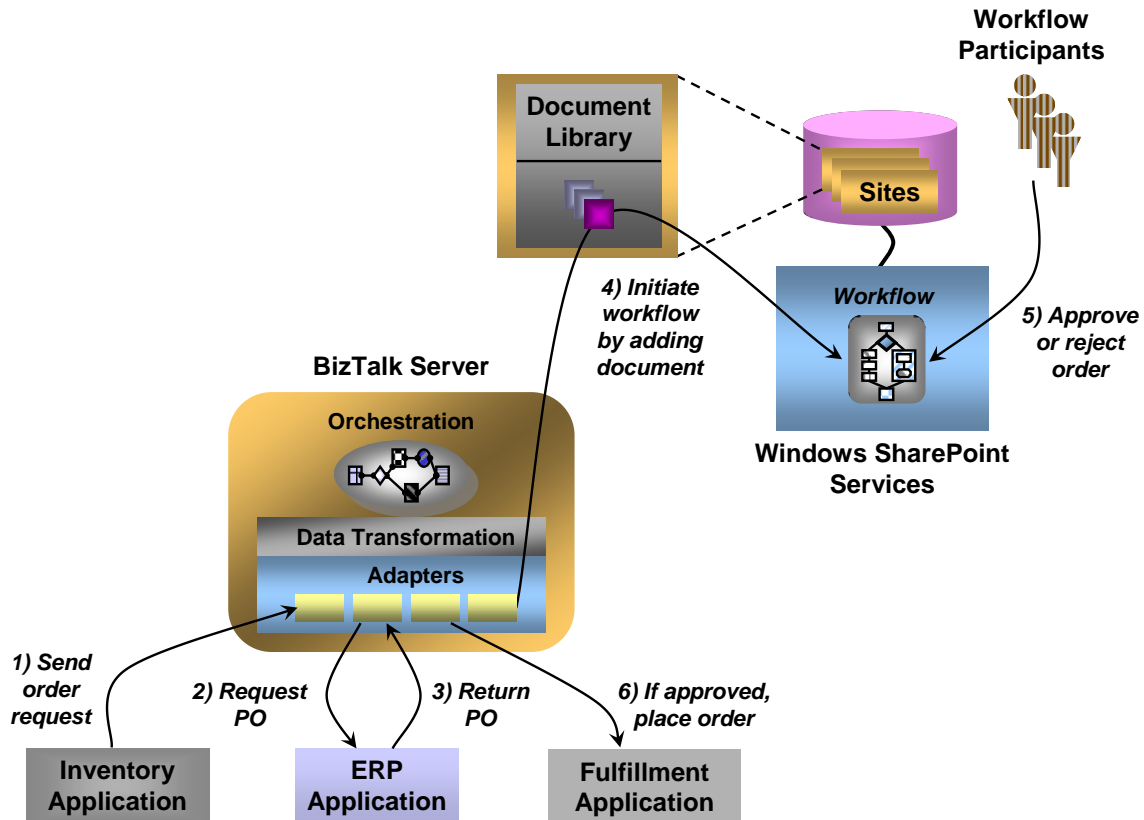 Workflow
Participants
Document
Library
Sites
4) Initiate
workflow
by adding
document
Workflow
5) Approve
or reject
order
BizTalk Server
Orchestration
Windows SharePoint
Services
Data Transformation
Adapters
1) Send
order
request
2) Request
PO
3) Return
PO
6) If approved,
place order
Inventory
Application
ERP
Application
Fulfillment
Application